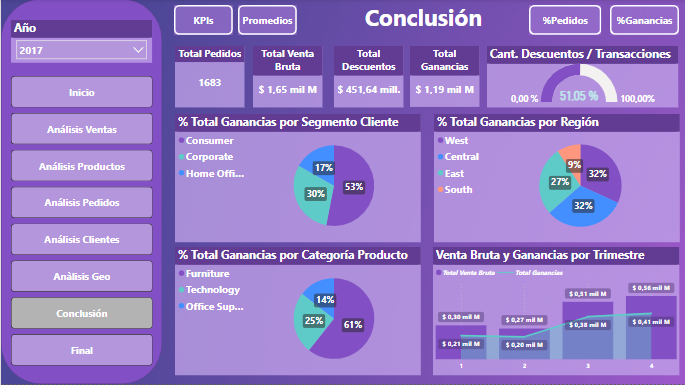 Año
2017
Inicio
Análisis Ventas
Análisis Productos
Análisis Pedidos
Análisis Clientes
Anàlisis Geo
Conclusión
Final
KPIs
Promedios
Conclusión
%Pedidos
%Ganancias
Total Pedidos
1683
Total Venta
Bruta
$ 1,65 mil M
Total
Descuentos
$ 451,64 mill.
Total
Ganancias
$ 1,19 mil M
Cant. Descuentos / Transacciones
51,05 %
0,00 %
100,00%
% Total Ganancias por Segmento Cliente
Consumer
Corporate
Home Offi...
17%
30%
53%
% Total Ganancias por Región
West
Central
East
South
9%
27%
32%
32%
% Total Ganancias por Categoría Producto
Furniture
Technology
Office Sup...
14%
25%
61%
Venta Bruta y Ganancias por Trimestre
Total Venta Bruta
Total Ganancias
$ 0,30 mil M
$ 0,27 mil M
$ 0,51 mil M
$ 0,56 mil M
$ 0,21 mil M
$ 0,20 mil M
$ 0,38 mil M
$ 0,41 mil M
1
2
3
4